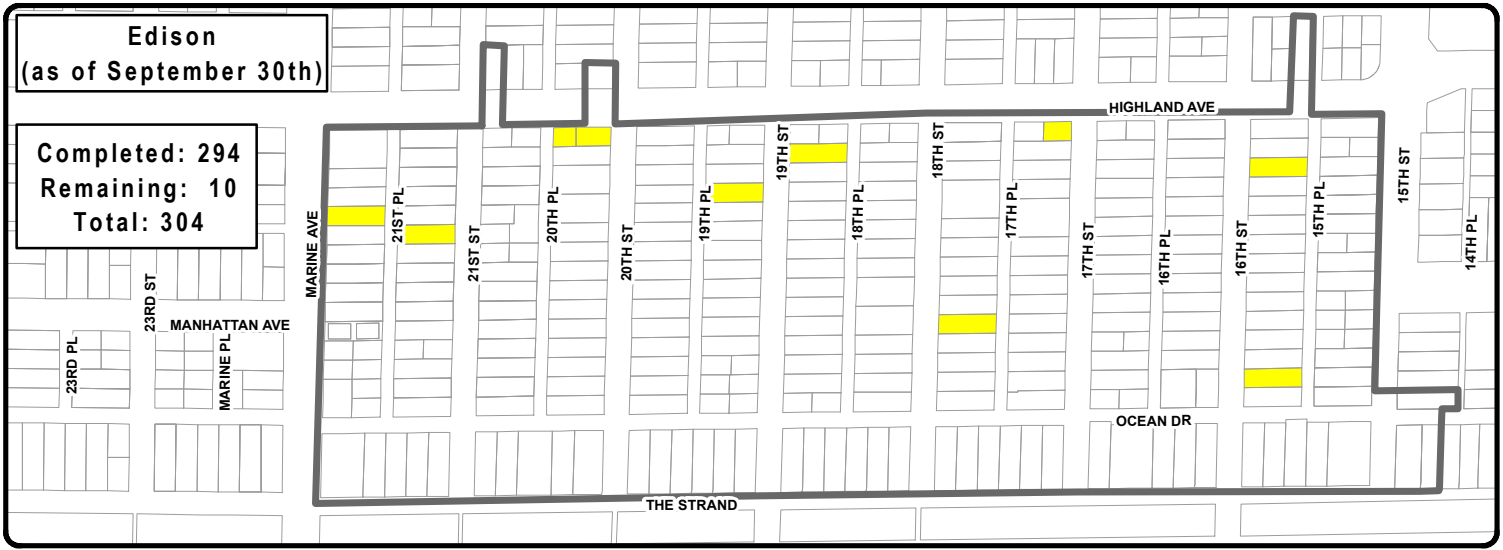 Edison
(as of September 30th)
Completed: 294
Remaining: 10
Total: 304
HIGHLAND AVE
MARINE AVE
21ST PL
21ST ST
20TH PL
20TH ST
19TH PL
19TH ST
18TH PL
18TH ST
17TH PL
17TH ST
16TH PL
16TH ST
15TH PL
15TH ST
14TH PL
23RD ST
MANHATTAN AVE
23RD PL
MARINE PL
OCEAN DR
THE STRAND